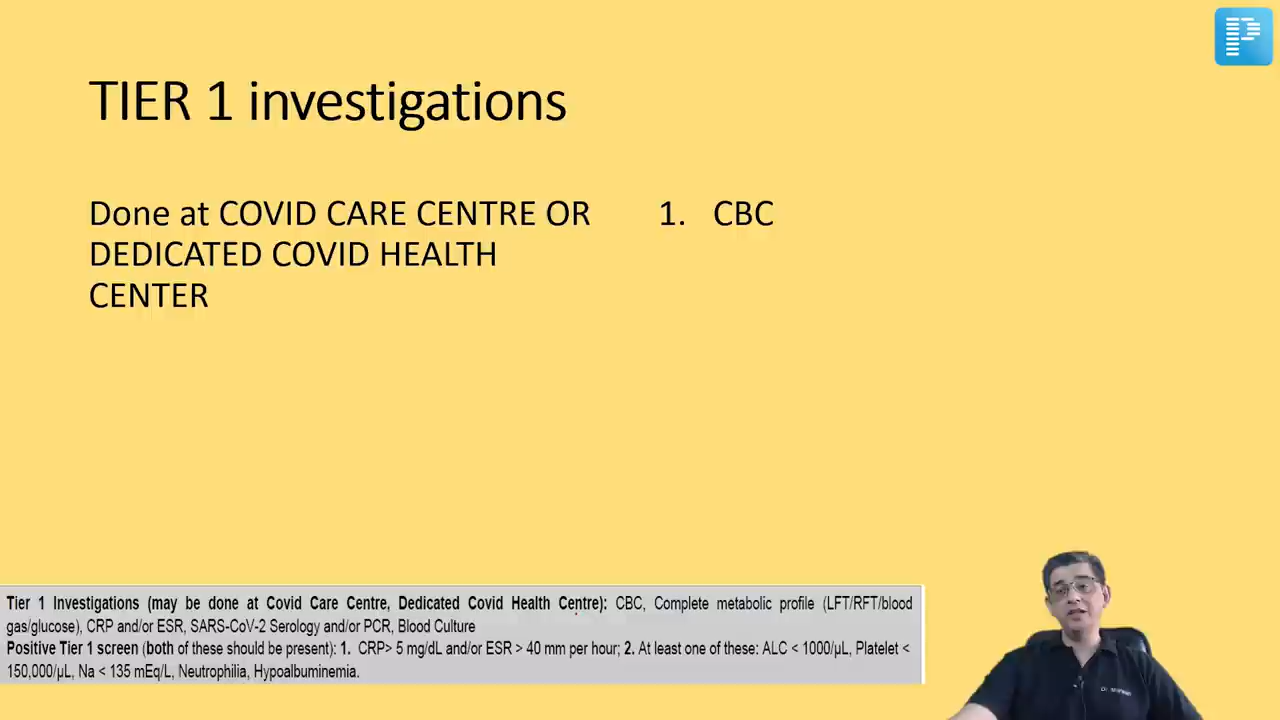 TIER 1 investigations
Done at COVID CARE CENTRE OR
DEDICATED COVID HEALTH
CENTER
1. CBC
Tier 1 Investigations (may be done at Covid Care Centre, Dedicated Covid Health Centre): CBC, Complete metabolic profile (LFT/RFT/blood
gas/glucose), CRP and/or ESR, SARS-CoV-2 Serology and/or PCR, Blood Culture
Positive Tier 1 screen (both of these should be present): 1. CRP> 5 mg/dL and/or ESR > 40 mm per hour; 2. At least one of these: ALC < 1000/µL, Platelet <
150,000/µL, Na < 135 mEq/L, Neutrophilia, Hypoalbuminemia.